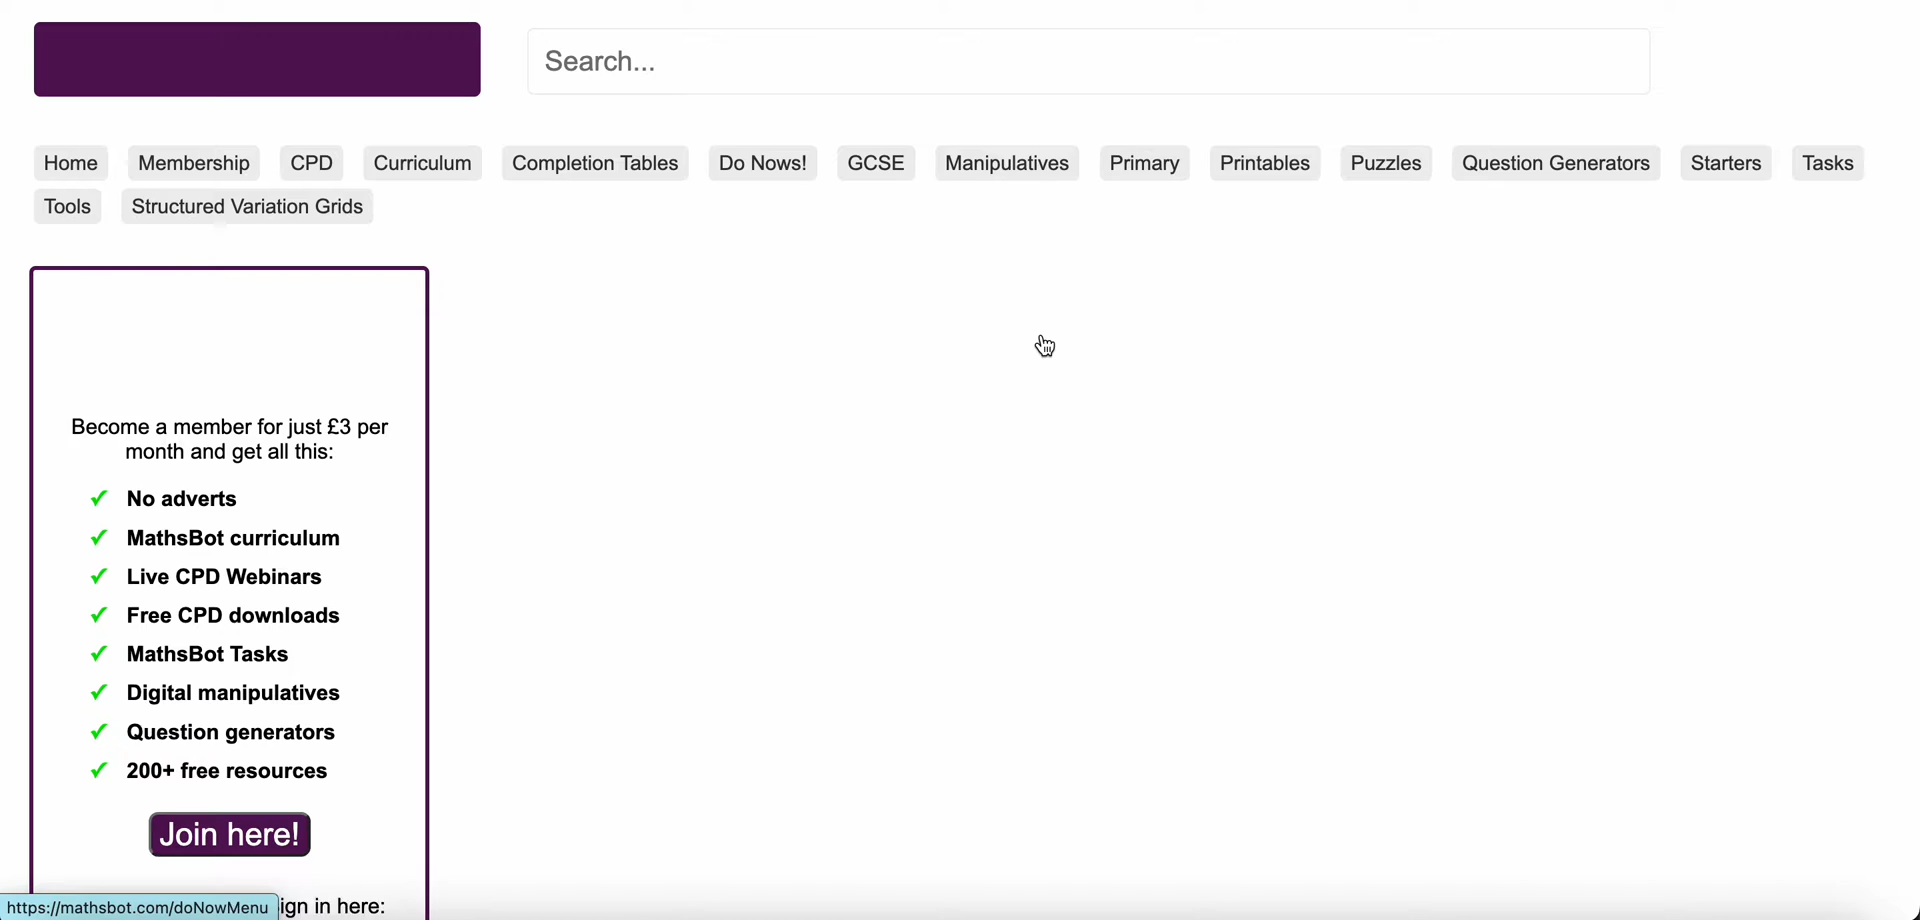 Search...
Home Membership CPD Curriculum Completion Tables Do Nows! GCSE Manipulatives Primary Printables Puzzles Question Generators Starters Tasks
Tools Structured Variation Grids
Become a member for just £3 per
month and get all this:
✓ No adverts
✓ MathsBot curriculum
✓ Live CPD Webinars
✓ Free CPD downloads
✓ MathsBot Tasks
✓ Digital manipulatives
✓ Question generators
✓ 200+ free resources
Join here!
ign in here:
https://mathsbot.com/doNowMenu